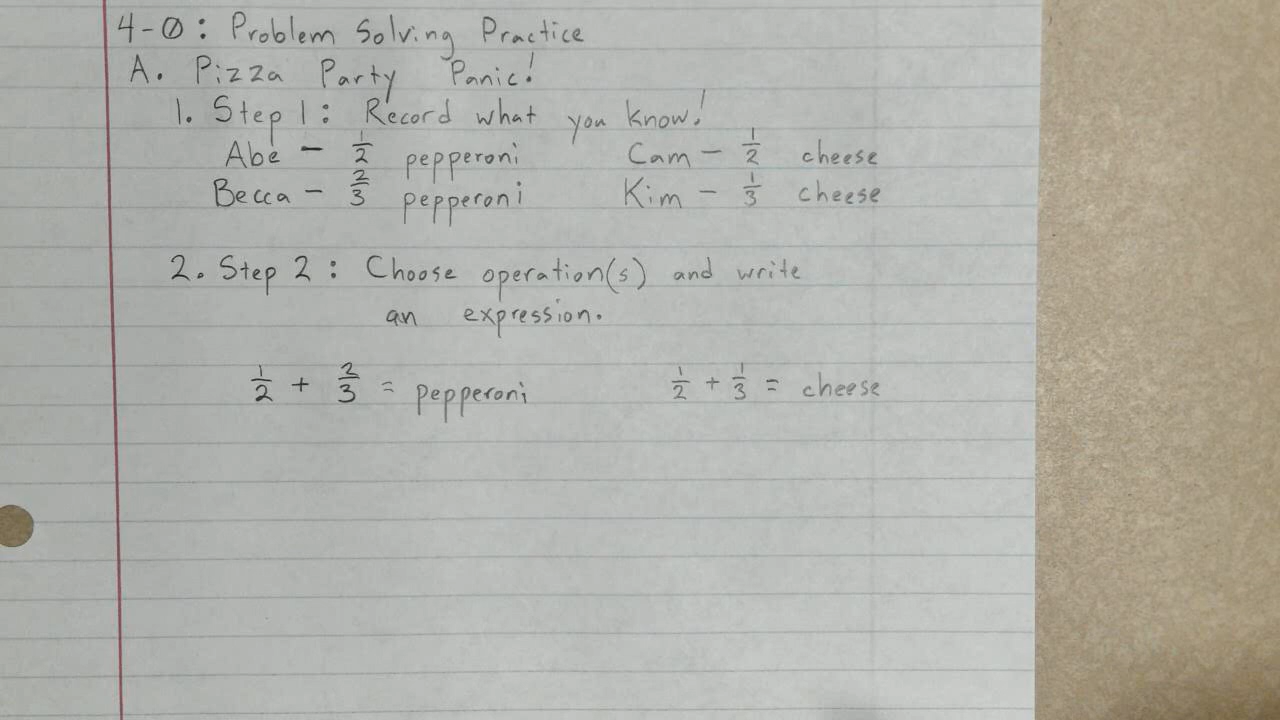 4-0: Problem Solving Practice
A. Pizza Party Panic!
1. Step 1: Record what you know!
Abe - 1/2 pepperoni Cam - 1/2 cheese
Becca - 2/3 pepperoni Kim - 1/3 cheese
2. Step 2: Choose operation(s) and write
an expression.
1/2 + 2/3 = pepperoni 1/2 + 1/3 = cheese